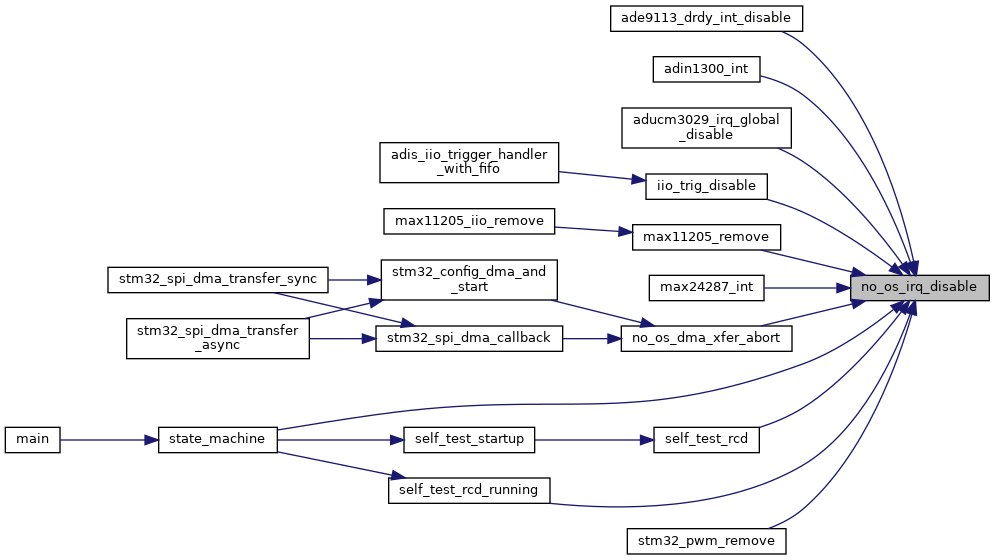 ade9113_drdy_int_disable
adin1300_int
aducm3029_irq_global
_disable
adis_iio_trigger_handler
_with_fifo
iio_trig_disable
max11205_iio_remove
max11205_remove
stm32_spi_dma_transfer_sync
stm32_config_dma_and
_start
max24287_int
no_os_irq_disable
stm32_spi_dma_transfer
_async
stm32_spi_dma_callback
no_os_dma_xfer_abort
main
state_machine
self_test_startup
self_test_rcd
self_test_rcd_running
stm32_pwm_remove